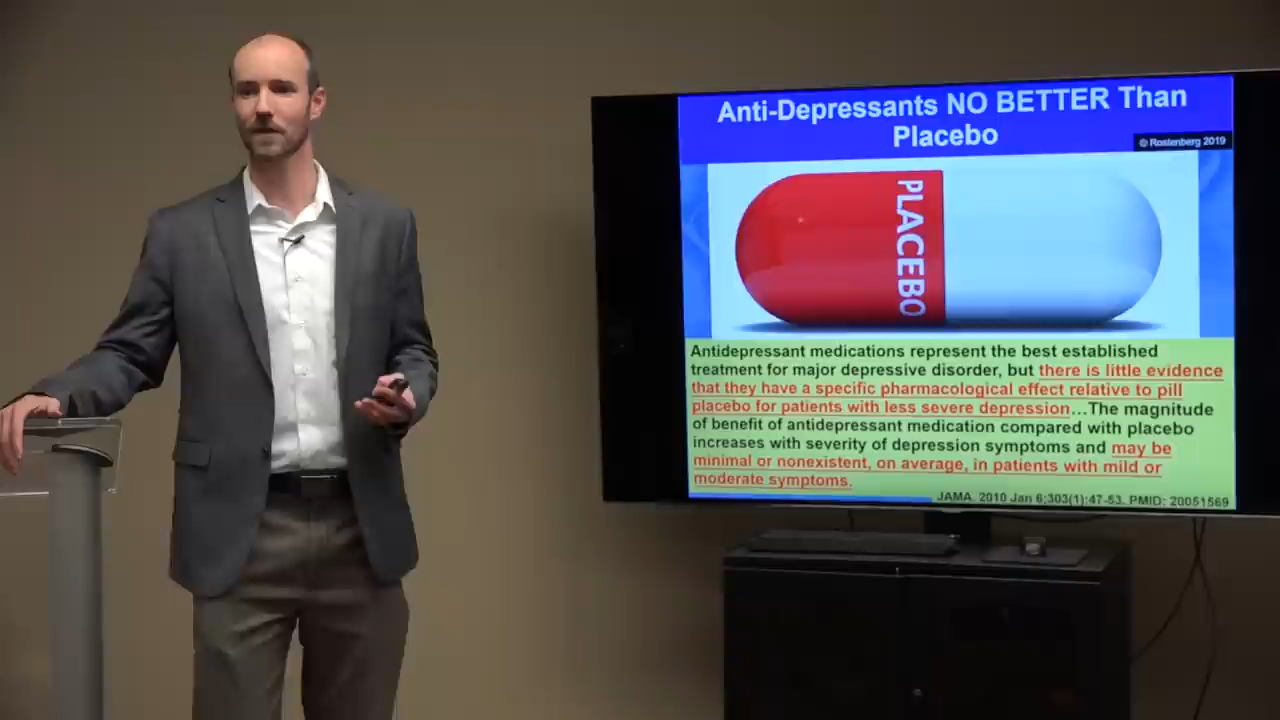 Anti-Depressants NO BETTER Than
Placebo
© Rostenberg 2019
PLACEBO
Antidepressant medications represent the best established
treatment for major depressive disorder, but there is little evidence
that they have a specific pharmacological effect relative to pill
placebo for patients with less severe depression…The magnitude
of benefit of antidepressant medication compared with placebo
increases with severity of depression symptoms and may be
minimal or nonexistent, on average, in patients with mild or
moderate symptoms.
JAMA. 2010 Jan 6;303(1):47-53. PMID: 20051569